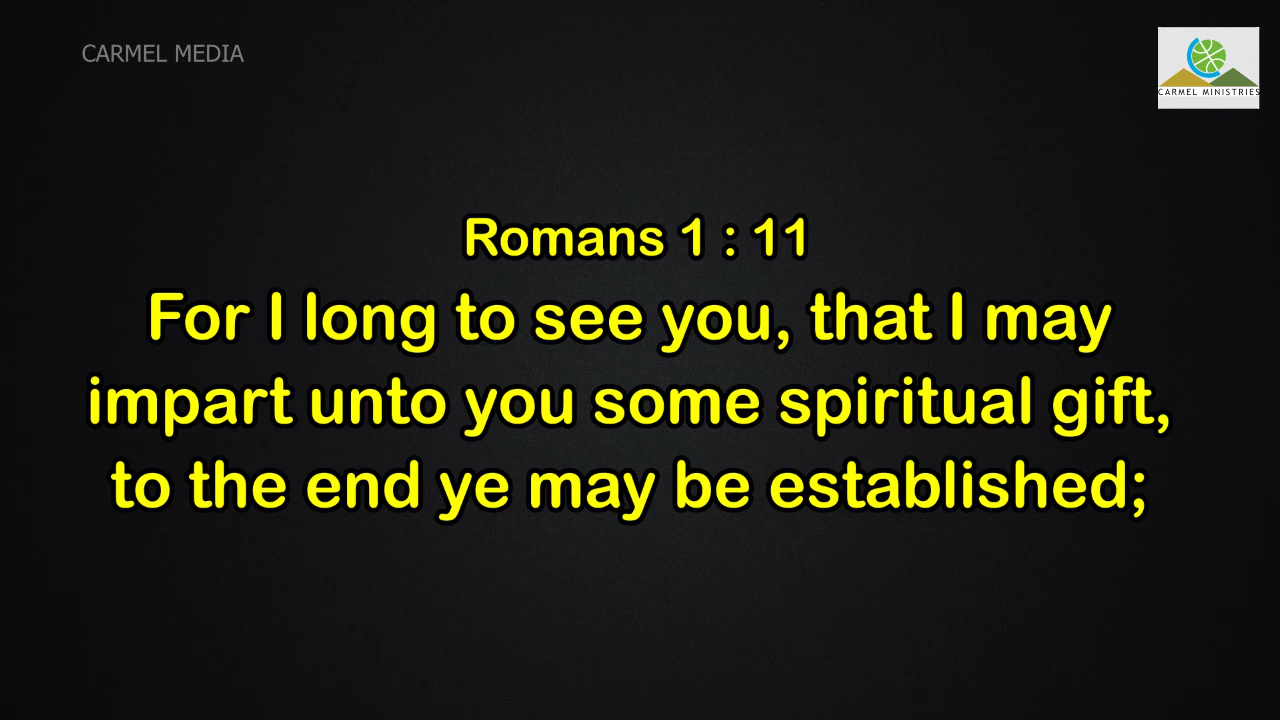 CARMEL MEDIA
CARMEL MINISTRIES
Romans 1 : 11
For I long to see you, that I may
impart unto you some spiritual gift,
to the end ye may be established;